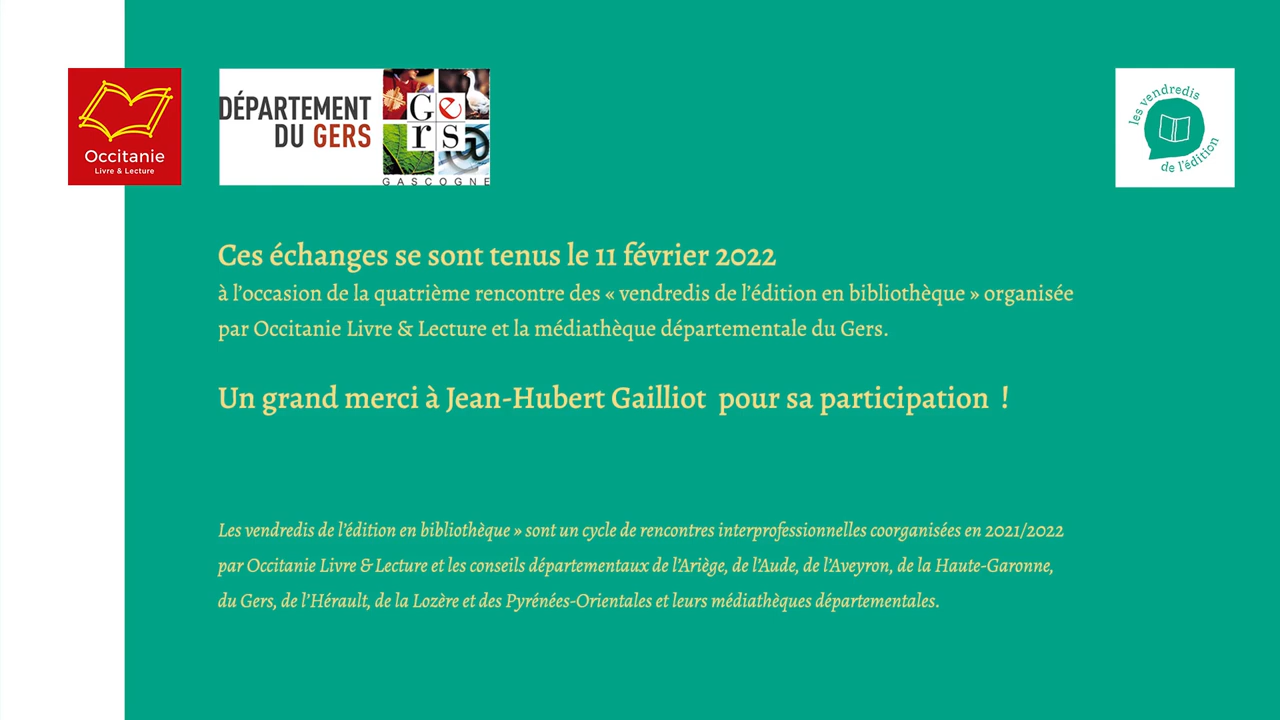 Occitanie
Livre & Lecture
DÉPARTEMENT
DU GERS
Ge
rs
GASCOGNE
les vendredis
de l'édition
Ces échanges se sont tenus le 11 février 2022
à l'occasion de la quatrième rencontre des « vendredis de l'édition en bibliothèque » organisée
par Occitanie Livre & Lecture et la médiathèque départementale du Gers.
Un grand merci à Jean-Hubert Gailliot pour sa participation !
Les vendredis de l'édition en bibliothèque » sont un cycle de rencontres interprofessionnelles coorganisées en 2021/2022
par Occitanie Livre & Lecture et les conseils départementaux de l'Ariège, de l'Aude, de l'Aveyron, de la Haute-Garonne,
du Gers, de l'Hérault, de la Lozère et des Pyrénées-Orientales et leurs médiathèques départementales.